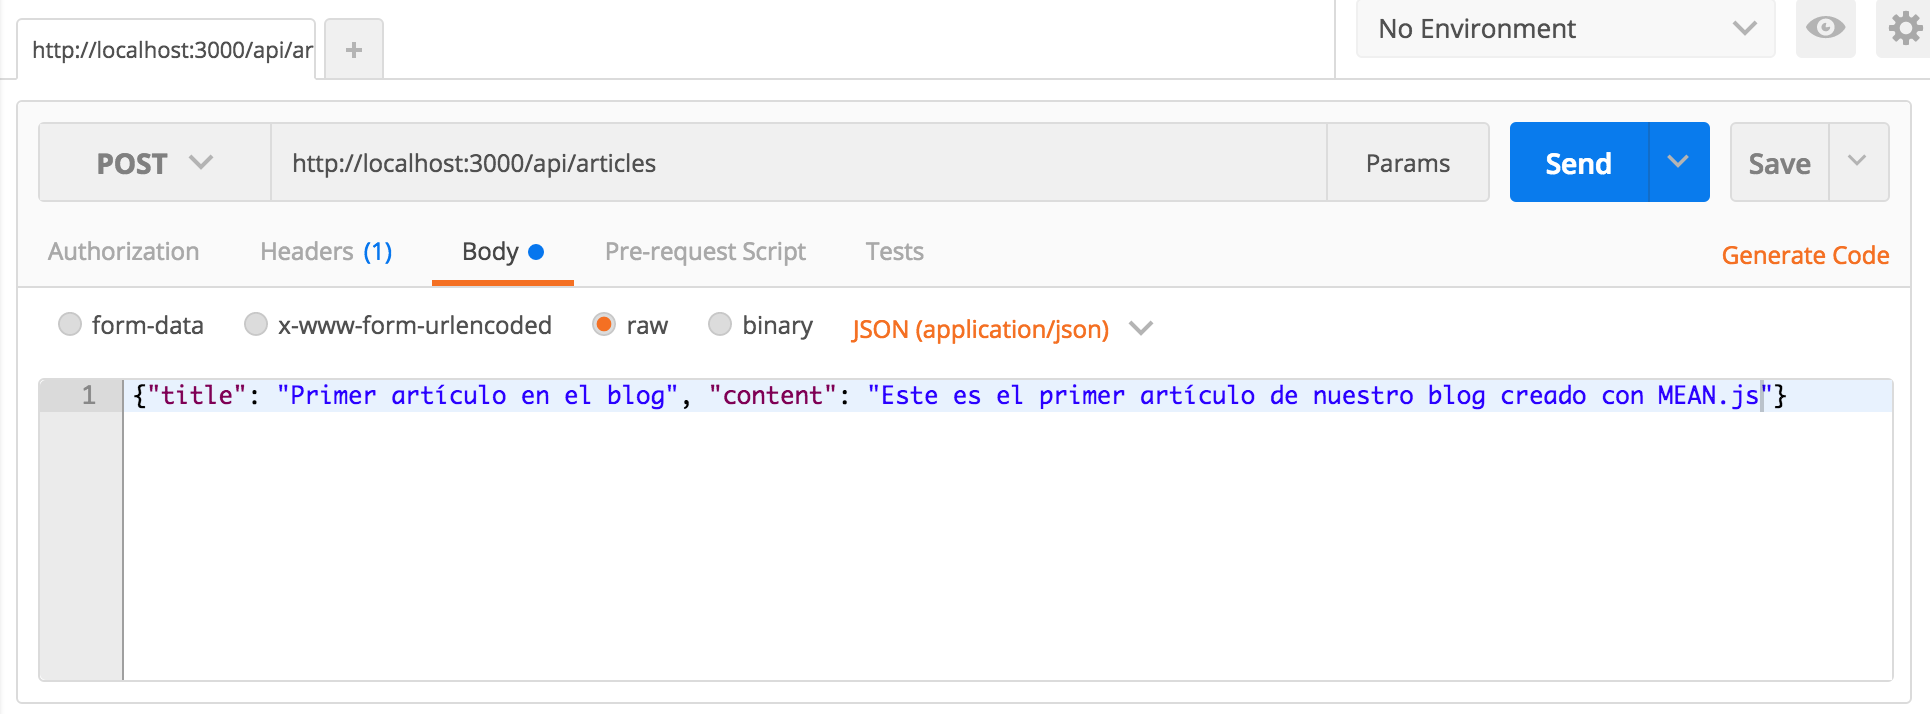 http://localhost:3000/api/ar
No Environment
POST http://localhost:3000/api/articles Params Send Save
Authorization Headers (1) Body Pre-request Script Tests Generate Code
form-data x-www-form-urlencoded raw binary JSON (application/json)
1 {"title": "Primer artículo en el blog", "content": "Este es el primer artículo de nuestro blog creado con MEAN.js"}